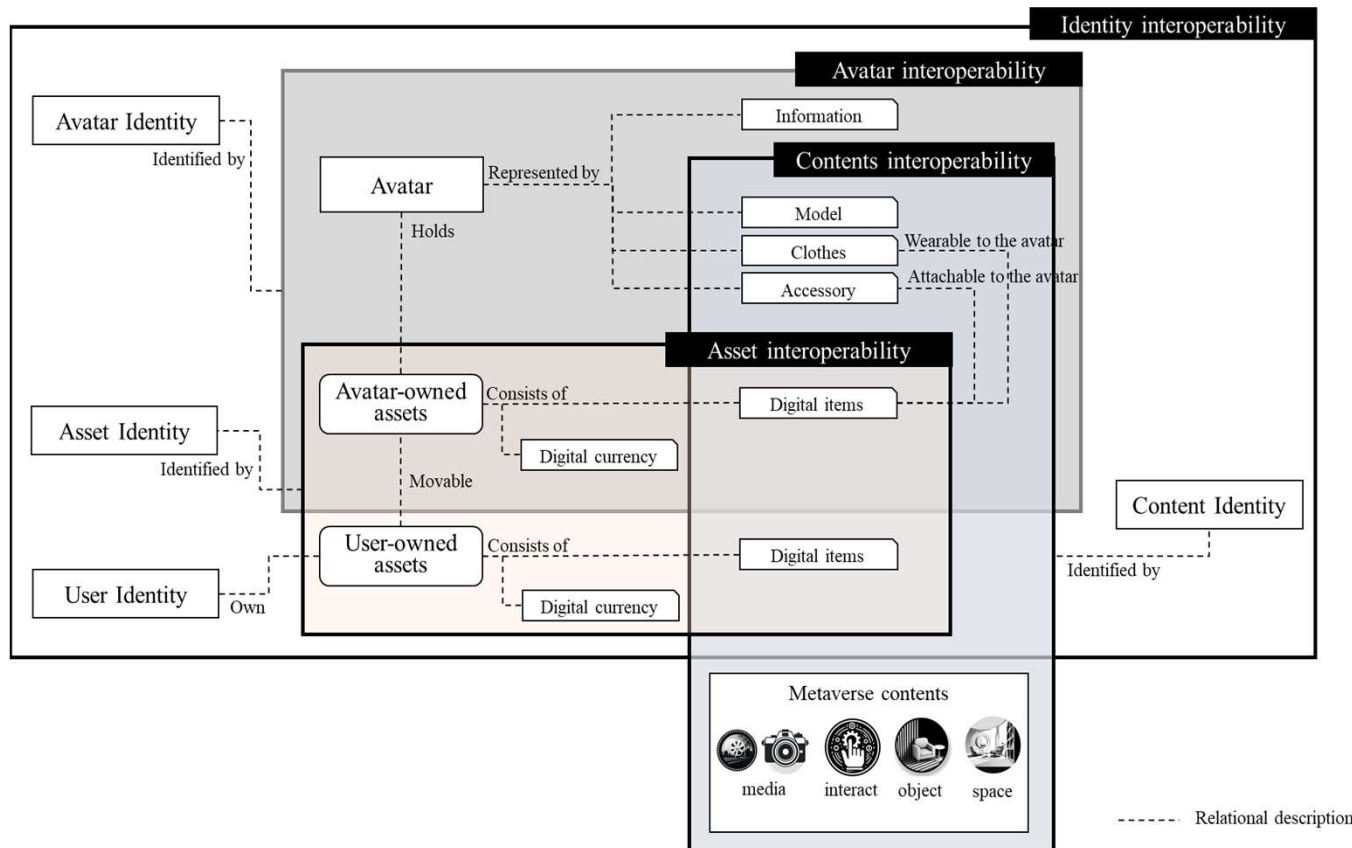 Identity interoperability
Avatar interoperability
Avatar Identity
Identified by
Information
Contents interoperability
Avatar
Represented by
Holds
Model
Clothes
Wearable to the avatar
Accessory
Attachable to the avatar
Asset interoperability
Avatar-owned
assets
Consists of
Digital items
Asset Identity
Identified by
Digital currency
Movable
Content Identity
Identified by
User-owned
assets
Consists of
Digital items
User Identity
Own
Digital currency
Metaverse contents
media
interact
object
space
Relational description